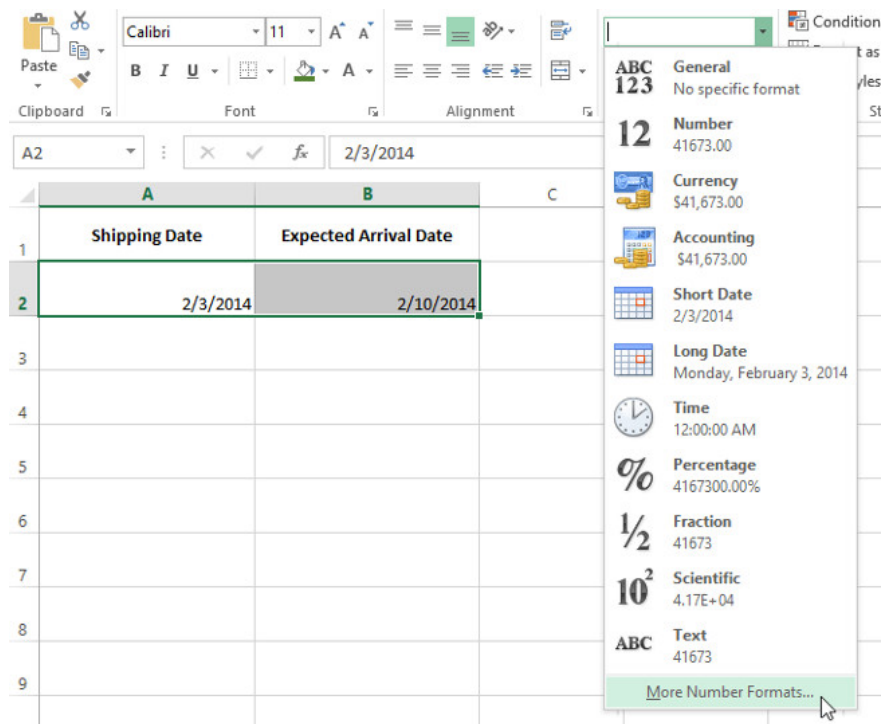 Calibri 11 A A
Condition
Paste
B I U A
t as
yles
Clipboard Font Alignment St
A2 fx 2/3/2014
A B C
1 Shipping Date Expected Arrival Date
2 2/3/2014 2/10/2014
3
4
5
6
7
8
9
ABC
123
General
No specific format
12
Number
41673.00
Currency
$41,673.00
Accounting
$41,673.00
Short Date
2/3/2014
Long Date
Monday, February 3, 2014
Time
12:00:00 AM
%
Percentage
4167300.00%
1/2
Fraction
41673
10²
Scientific
4.17E+04
ABC
Text
41673
More Number Formats...